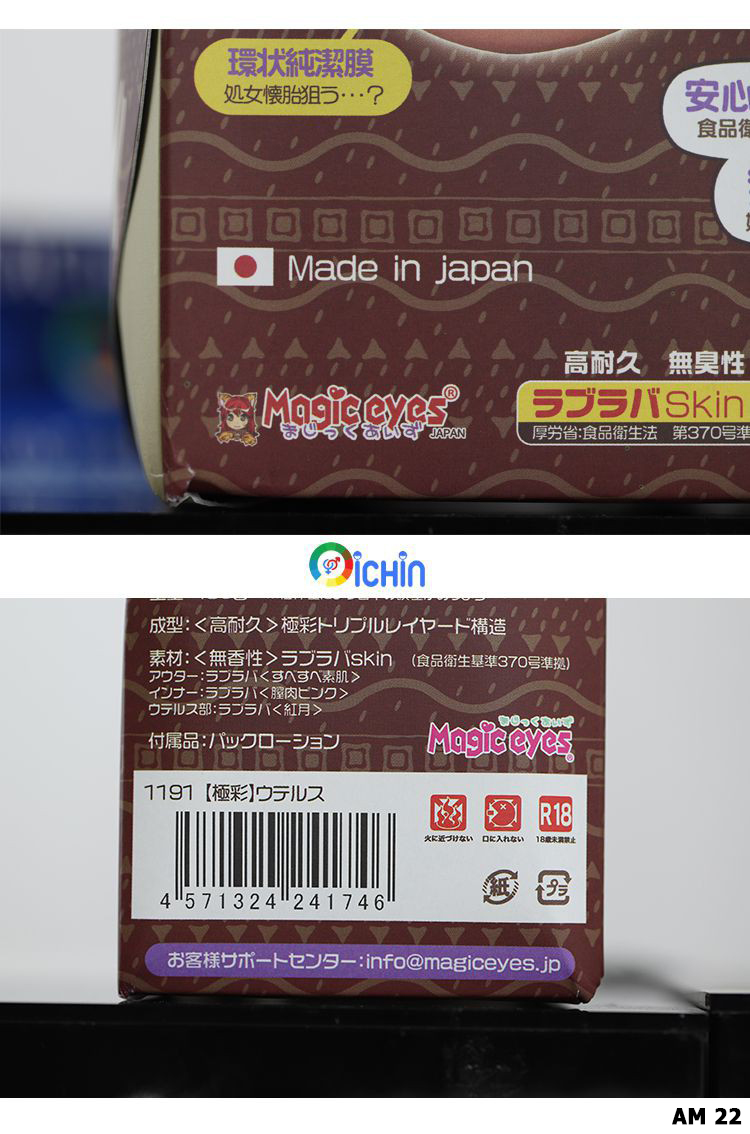 環状純潔膜
処女懐胎狙う…?
安心
食品衛
Made in japan
高耐久 無臭性
Magic eyes®
まじっくあいず JAPAN
ラブラバSkin
厚労省:食品衛生法 第370号準
OiCHiN
成型:<高耐久>極彩トリプルレイヤード構造
素材:<無香性>ラブラバskin (食品衛生基準370号準拠)
アウター:ラブラバ<すべすべ素肌>
インナー:ラブラバ<膣肉ピンク>
ウテルス部:ラブラバ<紅月>
付属品:パックローション
まじっくあいず
Magic eyes®
1191【極彩】ウテルス
R18
火に近づけない 口に入れない 18歳未満禁止
紙 プラ
4 571324 241746
お客様サポートセンター:info@magiceyes.jp
AM 22